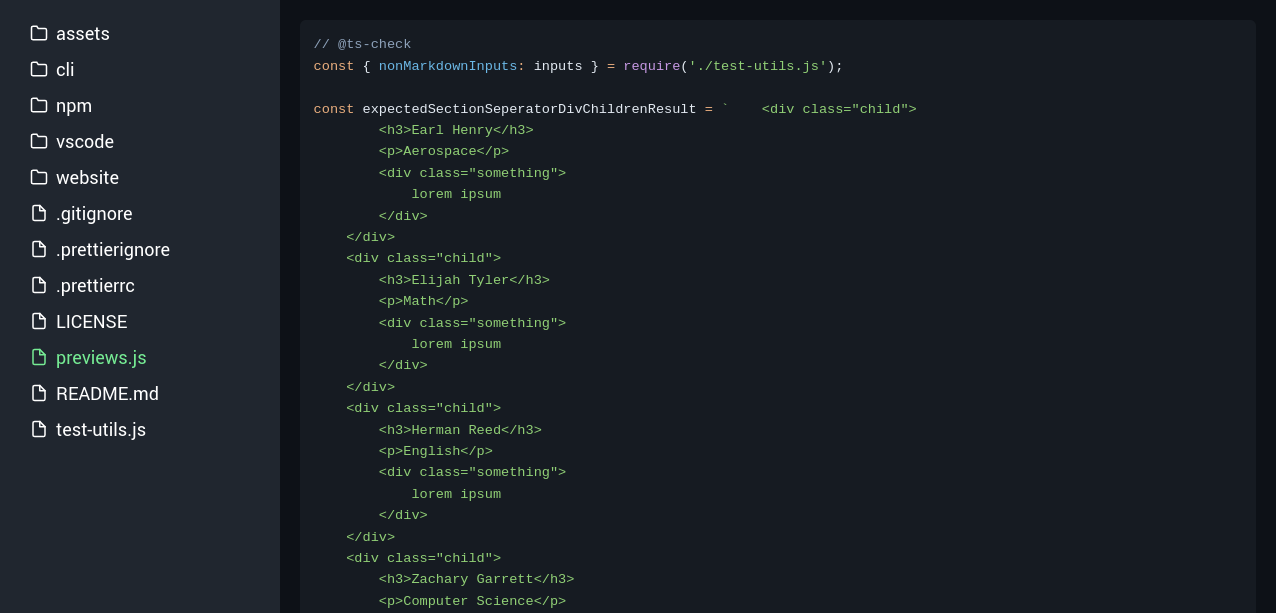 assets
cli
npm
vscode
website
.gitignore
.prettierignore
.prettierrc
LICENSE
previews.js
README.md
test-utils.js
// @ts-check
const { nonMarkdownInputs: inputs } = require('./test-utils.js');

const expectedSectionSeperatorDivChildrenResult = `    <div class="child">
        <h3>Earl Henry</h3>
        <p>Aerospace</p>
        <div class="something">
            lorem ipsum
        </div>
    </div>
    <div class="child">
        <h3>Elijah Tyler</h3>
        <p>Math</p>
        <div class="something">
            lorem ipsum
        </div>
    </div>
    <div class="child">
        <h3>Herman Reed</h3>
        <p>English</p>
        <div class="something">
            lorem ipsum
        </div>
    </div>
    <div class="child">
        <h3>Zachary Garrett</h3>
        <p>Computer Science</p>